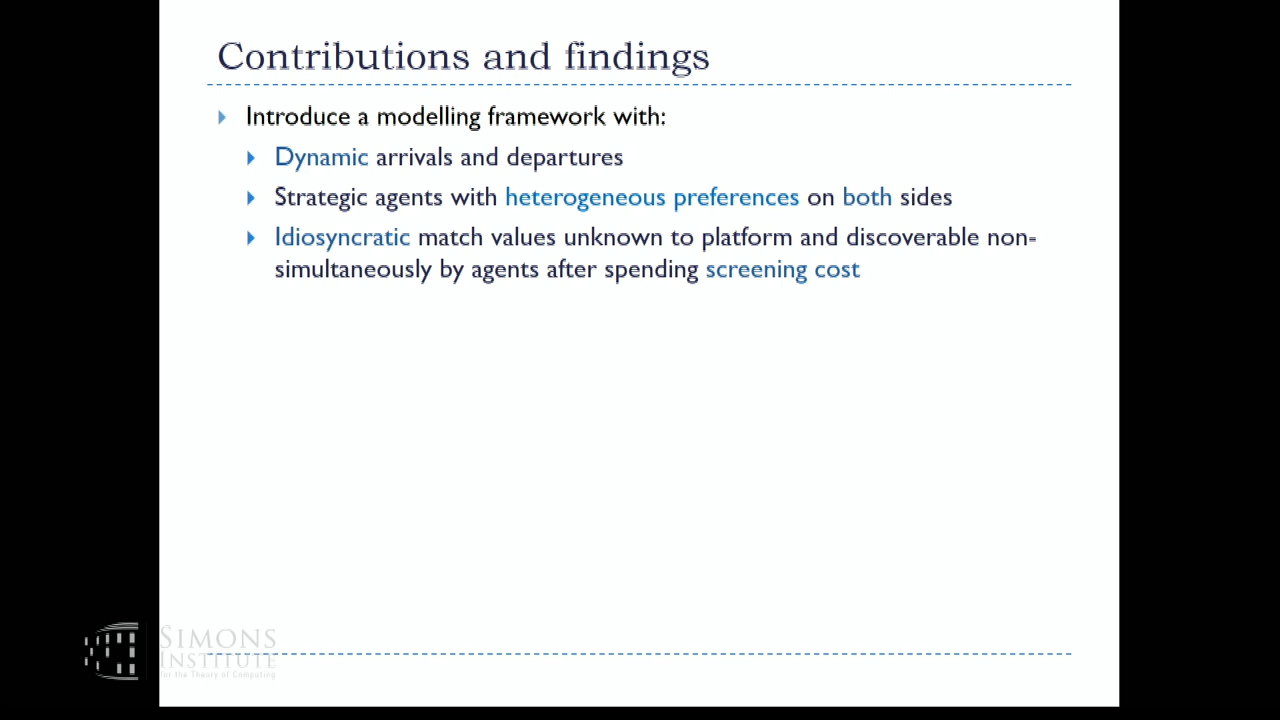 Contributions and findings
Introduce a modelling framework with:
Dynamic arrivals and departures
Strategic agents with heterogeneous preferences on both sides
Idiosyncratic match values unknown to platform and discoverable non-
simultaneously by agents after spending screening cost
SIMONS
INSTITUTE
for the Theory of Computing